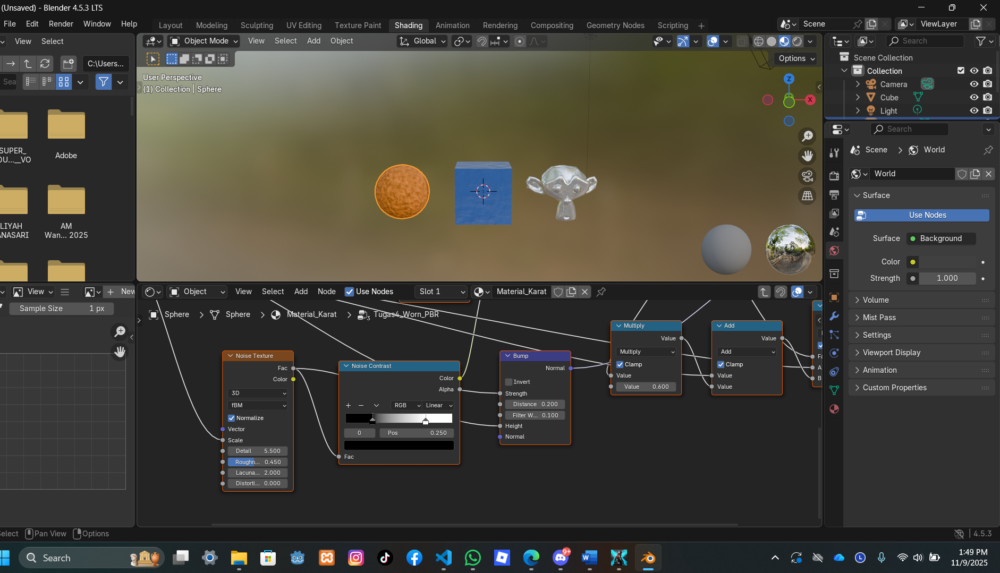 (Unsaved) - Blender 4.5.3 LTS
File Edit Render Window Help
Layout Modeling Sculpting UV Editing Texture Paint Shading Animation Rendering Compositing Geometry Nodes Scripting
Scene
ViewLayer
View Select
Object Mode View Select Add Object
Global
Search
C:\Users...
Options
Sea
User Perspective
(1) Collection | Sphere
Z
X
Scene Collection
Collection
Camera
Cube
Light
Search
SUPER_
OU...__VO
Adobe
LIYAH
ANASARI
AM
Wan... 2025
Scene World
World
Surface
Use Nodes
Surface Background
Color
Strength 1.000
Volume
Mist Pass
Settings
Viewport Display
Animation
Custom Properties
View
New
Sample Size 1 px
Object View Select Add Node Use Nodes Slot 1 Material_Karat
Sphere Sphere Material_Karat 3 Tugas4_Worn_PBR
Noise Texture
Fac
Color
3D
fBM
Normalize
Vector
Scale
Detail 5.500
Roughn... 0.450
Lacuna... 2.000
Distorti... 0.000
Noise Contrast
Color
Alpha
RGB Linear
0 Pos 0.250
Fac
Bump
Normal
Invert
Strength
Distance 0.200
Filter W... 0.100
Height
Normal
Multiply
Value
Multiply
Clamp
Value
Value 0.600
Add
Value
Add
Clamp
Value
Value
Fa
A
B
Select Pan View Options
4.5.3
Search
9+
1:49 PM
11/9/2025